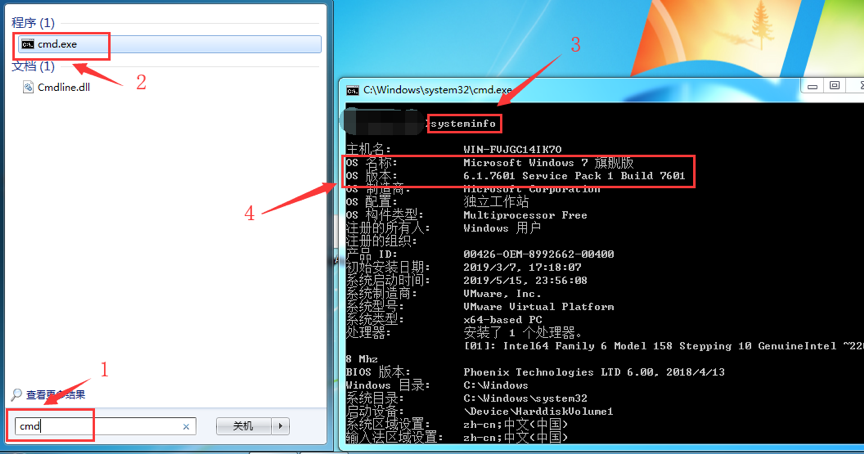 程序 (1)
cmd.exe
2
文档 (1)
Cmdline.dll
1
查看更多结果
cmd
关机
3
C:\Windows\system32\cmd.exe
systeminfo
主机名: WIN-FVJGC14IK7O
OS 名称: Microsoft Windows 7 旗舰版
OS 版本: 6.1.7601 Service Pack 1 Build 7601
4
OS 制造商: Microsoft Corporation
OS 配置: 独立工作站
OS 构件类型: Multiprocessor Free
注册的所有人: Windows 用户
注册的组织:
产品 ID: 00426-OEM-8992662-00400
初始安装日期: 2019/3/7, 17:18:07
系统启动时间: 2019/5/15, 23:56:08
系统制造商: VMware, Inc.
系统型号: VMware Virtual Platform
系统类型: x64-based PC
处理器: 安装了 1 个处理器。
[01]: Intel64 Family 6 Model 158 Stepping 10 GenuineIntel
8 Mhz
BIOS 版本: Phoenix Technologies LTD 6.00, 2018/4/13
Windows 目录: C:\Windows
系统目录: C:\Windows\system32
启动设备: \Device\HarddiskVolume1
系统区域设置: zh-cn;中文(中国)
输入法区域设置: zh-cn;中文(中国)